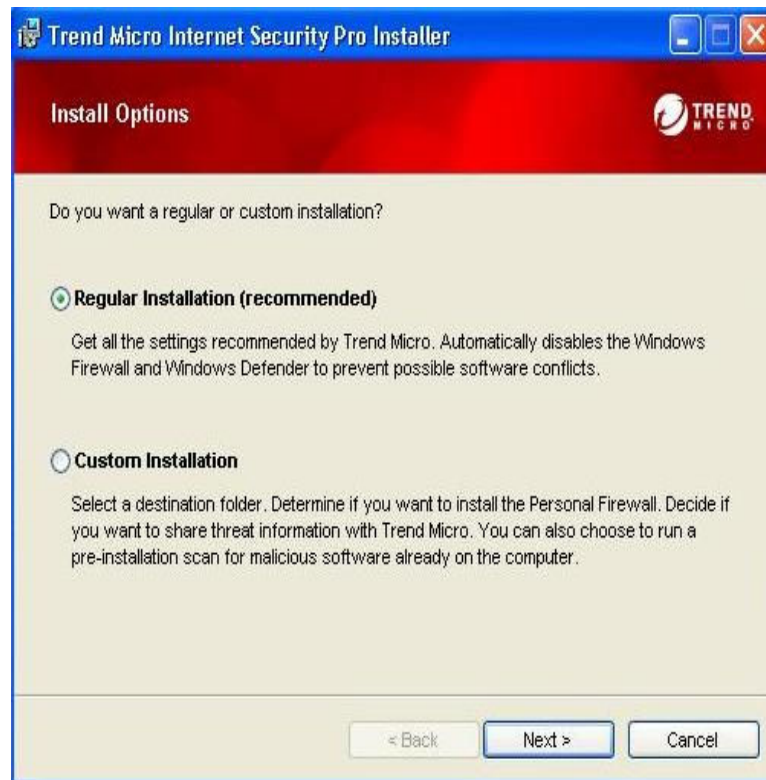 Trend Micro Internet Security Pro Installer
Install Options
TREND
MICRO
Do you want a regular or custom installation?
Regular Installation (recommended)
Get all the settings recommended by Trend Micro. Automatically disables the Windows
Firewall and Windows Defender to prevent possible software conflicts.
Custom Installation
Select a destination folder. Determine if you want to install the Personal Firewall. Decide if
you want to share threat information with Trend Micro. You can also choose to run a
pre-installation scan for malicious software already on the computer.
< Back
Next >
Cancel